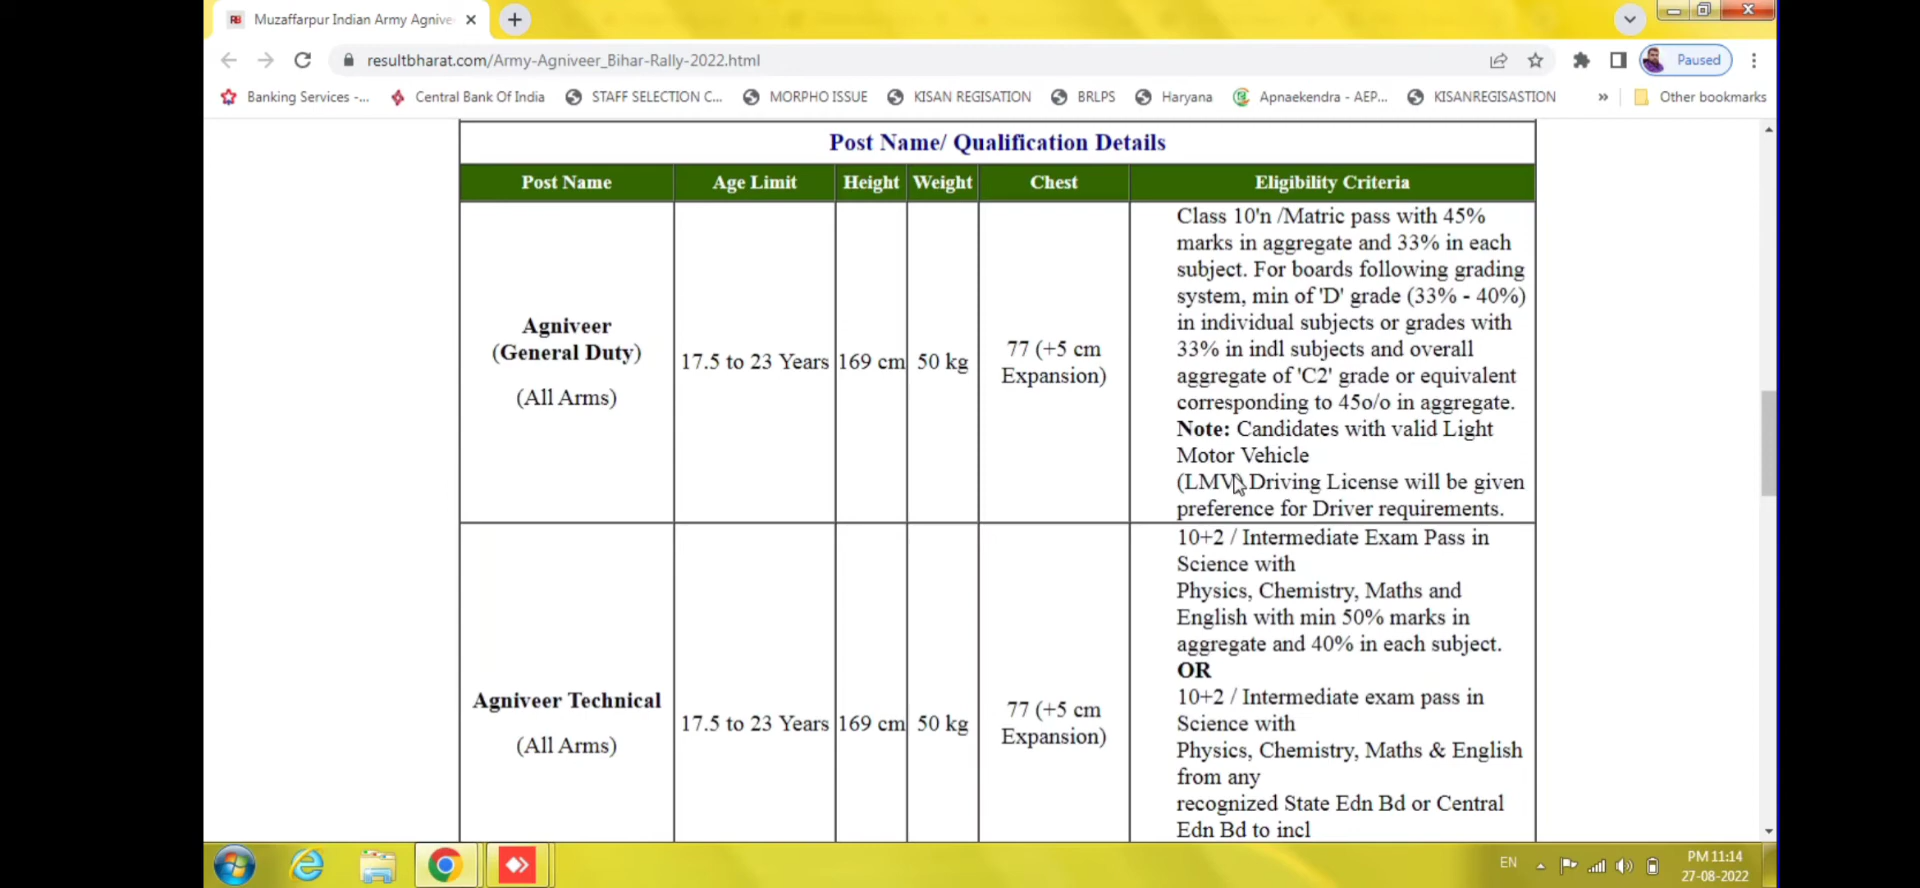 Muzaffarpur Indian Army Agnive
resultbharat.com/Army-Agniveer_Bihar-Rally-2022.html
Paused
Banking Services -...
Central Bank Of India
STAFF SELECTION C...
MORPHO ISSUE
KISAN REGISATION
BRLPS
Haryana
Apnaekendra - AEP...
KISANREGISASTION
»
Other bookmarks
Post Name/ Qualification Details
Post Name
Age Limit
Height
Weight
Chest
Eligibility Criteria
Agniveer
(General Duty)
(All Arms)
17.5 to 23 Years
169 cm
50 kg
77 (+5 cm
Expansion)
Class 10'n /Matric pass with 45%
marks in aggregate and 33% in each
subject. For boards following grading
system, min of 'D' grade (33% - 40%)
in individual subjects or grades with
33% in indl subjects and overall
aggregate of 'C2' grade or equivalent
corresponding to 45o/o in aggregate.
Note: Candidates with valid Light
Motor Vehicle
(LMV) Driving License will be given
preference for Driver requirements.
Agniveer Technical
(All Arms)
17.5 to 23 Years
169 cm
50 kg
77 (+5 cm
Expansion)
10+2 / Intermediate Exam Pass in
Science with
Physics, Chemistry, Maths and
English with min 50% marks in
aggregate and 40% in each subject.
OR
10+2 / Intermediate exam pass in
Science with
Physics, Chemistry, Maths & English
from any
recognized State Edn Bd or Central
Edn Bd to incl
EN
PM 11:14
27-08-2022